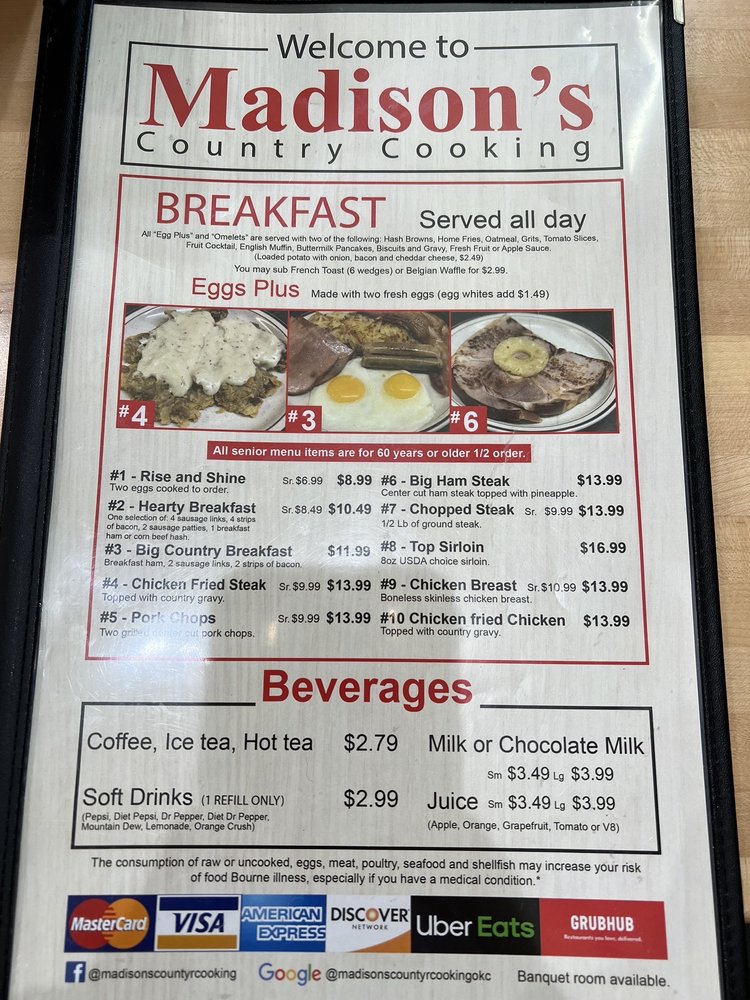 Welcome to
Madison's
Country Cooking
BREAKFAST Served all day
All "Egg Plus" and "Omelets" are served with two of the following: Hash Browns, Home Fries, Oatmeal, Grits, Tomato Slices,
Fruit Cocktail, English Muffin, Buttermilk Pancakes, Biscuits and Gravy, Fresh Fruit or Apple Sauce.
(Loaded potato with onion, bacon and cheddar cheese, $2.49)
You may sub French Toast (6 wedges) or Belgian Waffle for $2.99.
Eggs Plus Made with two fresh eggs (egg whites add $1.49)
#4 #3 #6
All senior menu items are for 60 years or older 1/2 order.
#1 - Rise and Shine Sr. $6.99 $8.99
Two eggs cooked to order.
#2 - Hearty Breakfast Sr. $8.49 $10.49
One selection of: 4 sausage links, 4 strips
of bacon, 2 sausage patties, 1 breakfast
ham or corn beef hash.
#3 - Big Country Breakfast $11.99
Breakfast ham, 2 sausage links, 2 strips of bacon.
#4 - Chicken Fried Steak Sr. $9.99 $13.99
Topped with country gravy.
#5 - Pork Chops Sr. $9.99 $13.99
Two grilled center cut pork chops.
#6 - Big Ham Steak $13.99
Center cut ham steak topped with pineapple.
#7 - Chopped Steak Sr. $9.99 $13.99
1/2 Lb of ground steak.
#8 - Top Sirloin $16.99
8oz USDA choice sirloin.
#9 - Chicken Breast Sr. $10.99 $13.99
Boneless skinless chicken breast.
#10 Chicken fried Chicken $13.99
Topped with country gravy.
Beverages
Coffee, Ice tea, Hot tea $2.79
Soft Drinks (1 REFILL ONLY) $2.99
(Pepsi, Diet Pepsi, Dr Pepper, Diet Dr Pepper,
Mountain Dew, Lemonade, Orange Crush)
Milk or Chocolate Milk
Sm $3.49 Lg $3.99
Juice Sm $3.49 Lg $3.99
(Apple, Orange, Grapefruit, Tomato or V8)
The consumption of raw or uncooked, eggs, meat, poultry, seafood and shellfish may increase your risk
of food Bourne illness, especially if you have a medical condition.*
MasterCard VISA AMERICAN EXPRESS DISCOVER NETWORK Uber Eats GRUBHUB
Restaurants you love, delivered.
f @madisonscountyrcooking Google @madisonscountyrcookingokc Banquet room available.